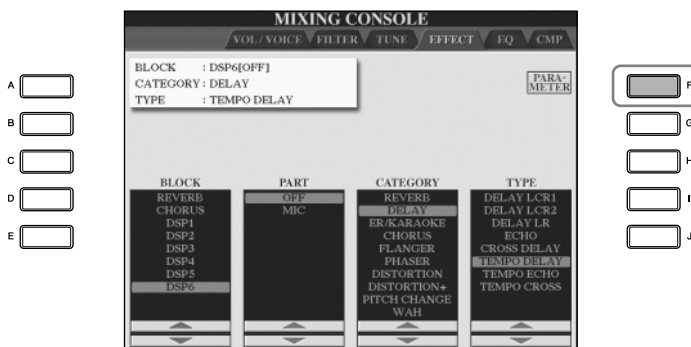 MIXING CONSOLE
VOL/VOICE FILTER TUNE EFFECT EQ CMP
BLOCK : DSP6[OFF]
CATEGORY : DELAY
TYPE : TEMPO DELAY
PARA-
METER
A
B
C
D
E
F
G
H
I
J
BLOCK
REVERB
CHORUS
DSP1
DSP2
DSP3
DSP4
DSP5
DSP6
PART
OFF
MIC
CATEGORY
REVERB
DELAY
ER/KARAOKE
CHORUS
FLANGER
PHASER
DISTORTION
DISTORTION+
PITCH CHANGE
WAH
TYPE
DELAY LCR1
DELAY LCR2
DELAY LR
ECHO
CROSS DELAY
TEMPO DELAY
TEMPO ECHO
TEMPO CROSS